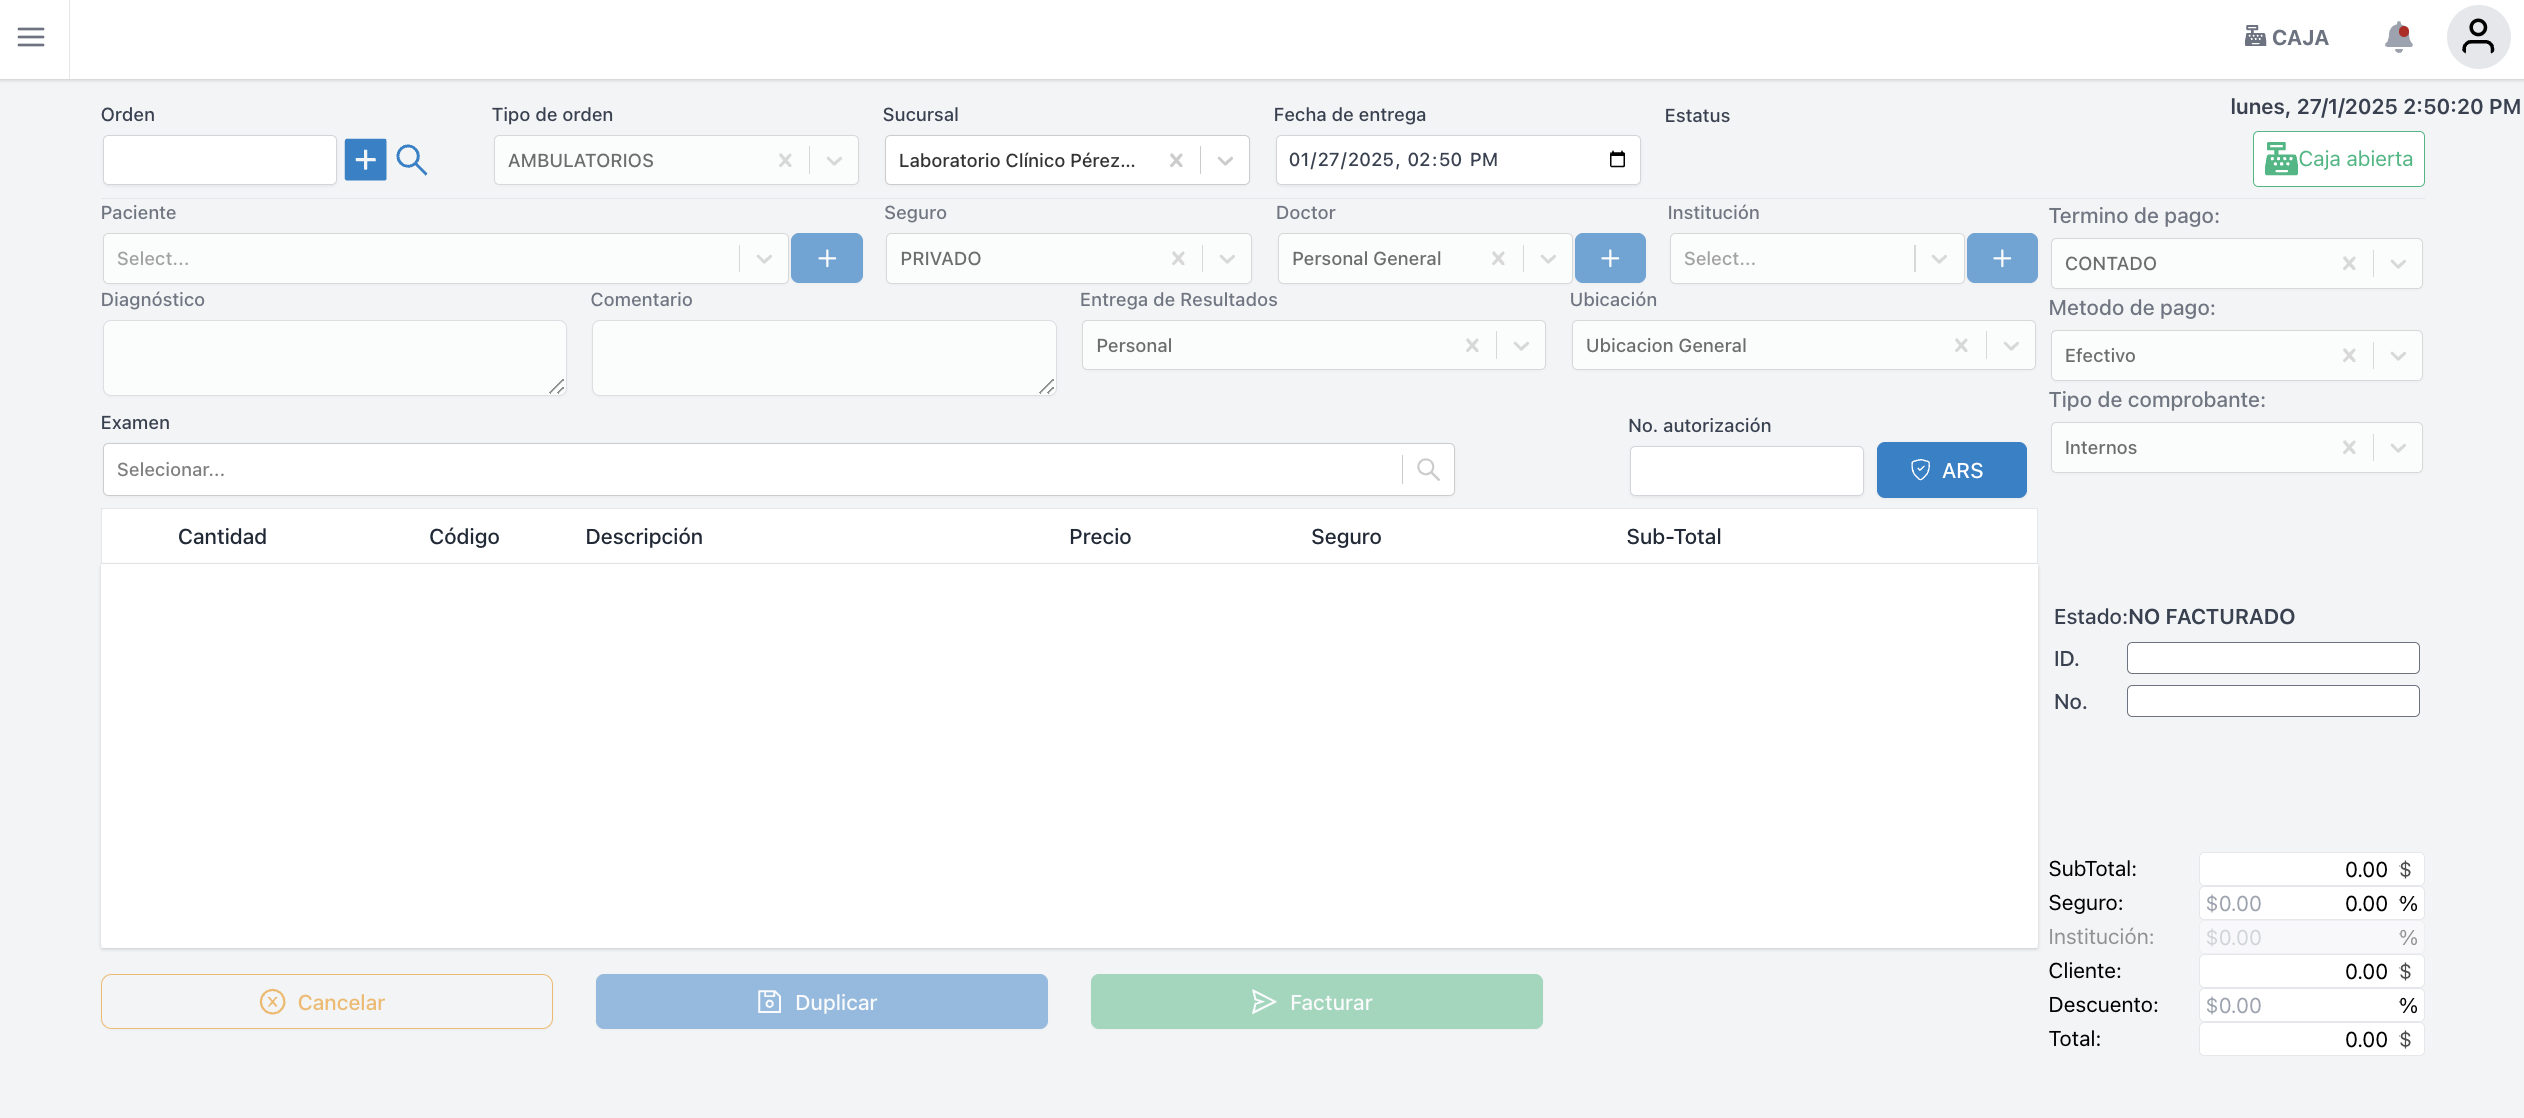 CAJA
lunes, 27/1/2025 2:50:20 PM
Orden
Tipo de orden
Sucursal
Fecha de entrega
Estatus
AMBULATORIOS
Laboratorio Clínico Pérez...
01/27/2025, 02:50 PM
Caja abierta
Paciente
Seguro
Doctor
Institución
Termino de pago:
Select...
PRIVADO
Personal General
Select...
CONTADO
Diagnóstico
Comentario
Entrega de Resultados
Ubicación
Metodo de pago:
Personal
Ubicacion General
Efectivo
Tipo de comprobante:
Examen
No. autorización
Internos
Selecionar...
ARS
Cantidad
Código
Descripción
Precio
Seguro
Sub-Total
Estado:NO FACTURADO
ID.
No.
SubTotal: 0.00 $
Seguro: $0.00 0.00 %
Institución: $0.00 %
Cliente: 0.00 $
Descuento: $0.00 %
Total: 0.00 $
Cancelar
Duplicar
Facturar